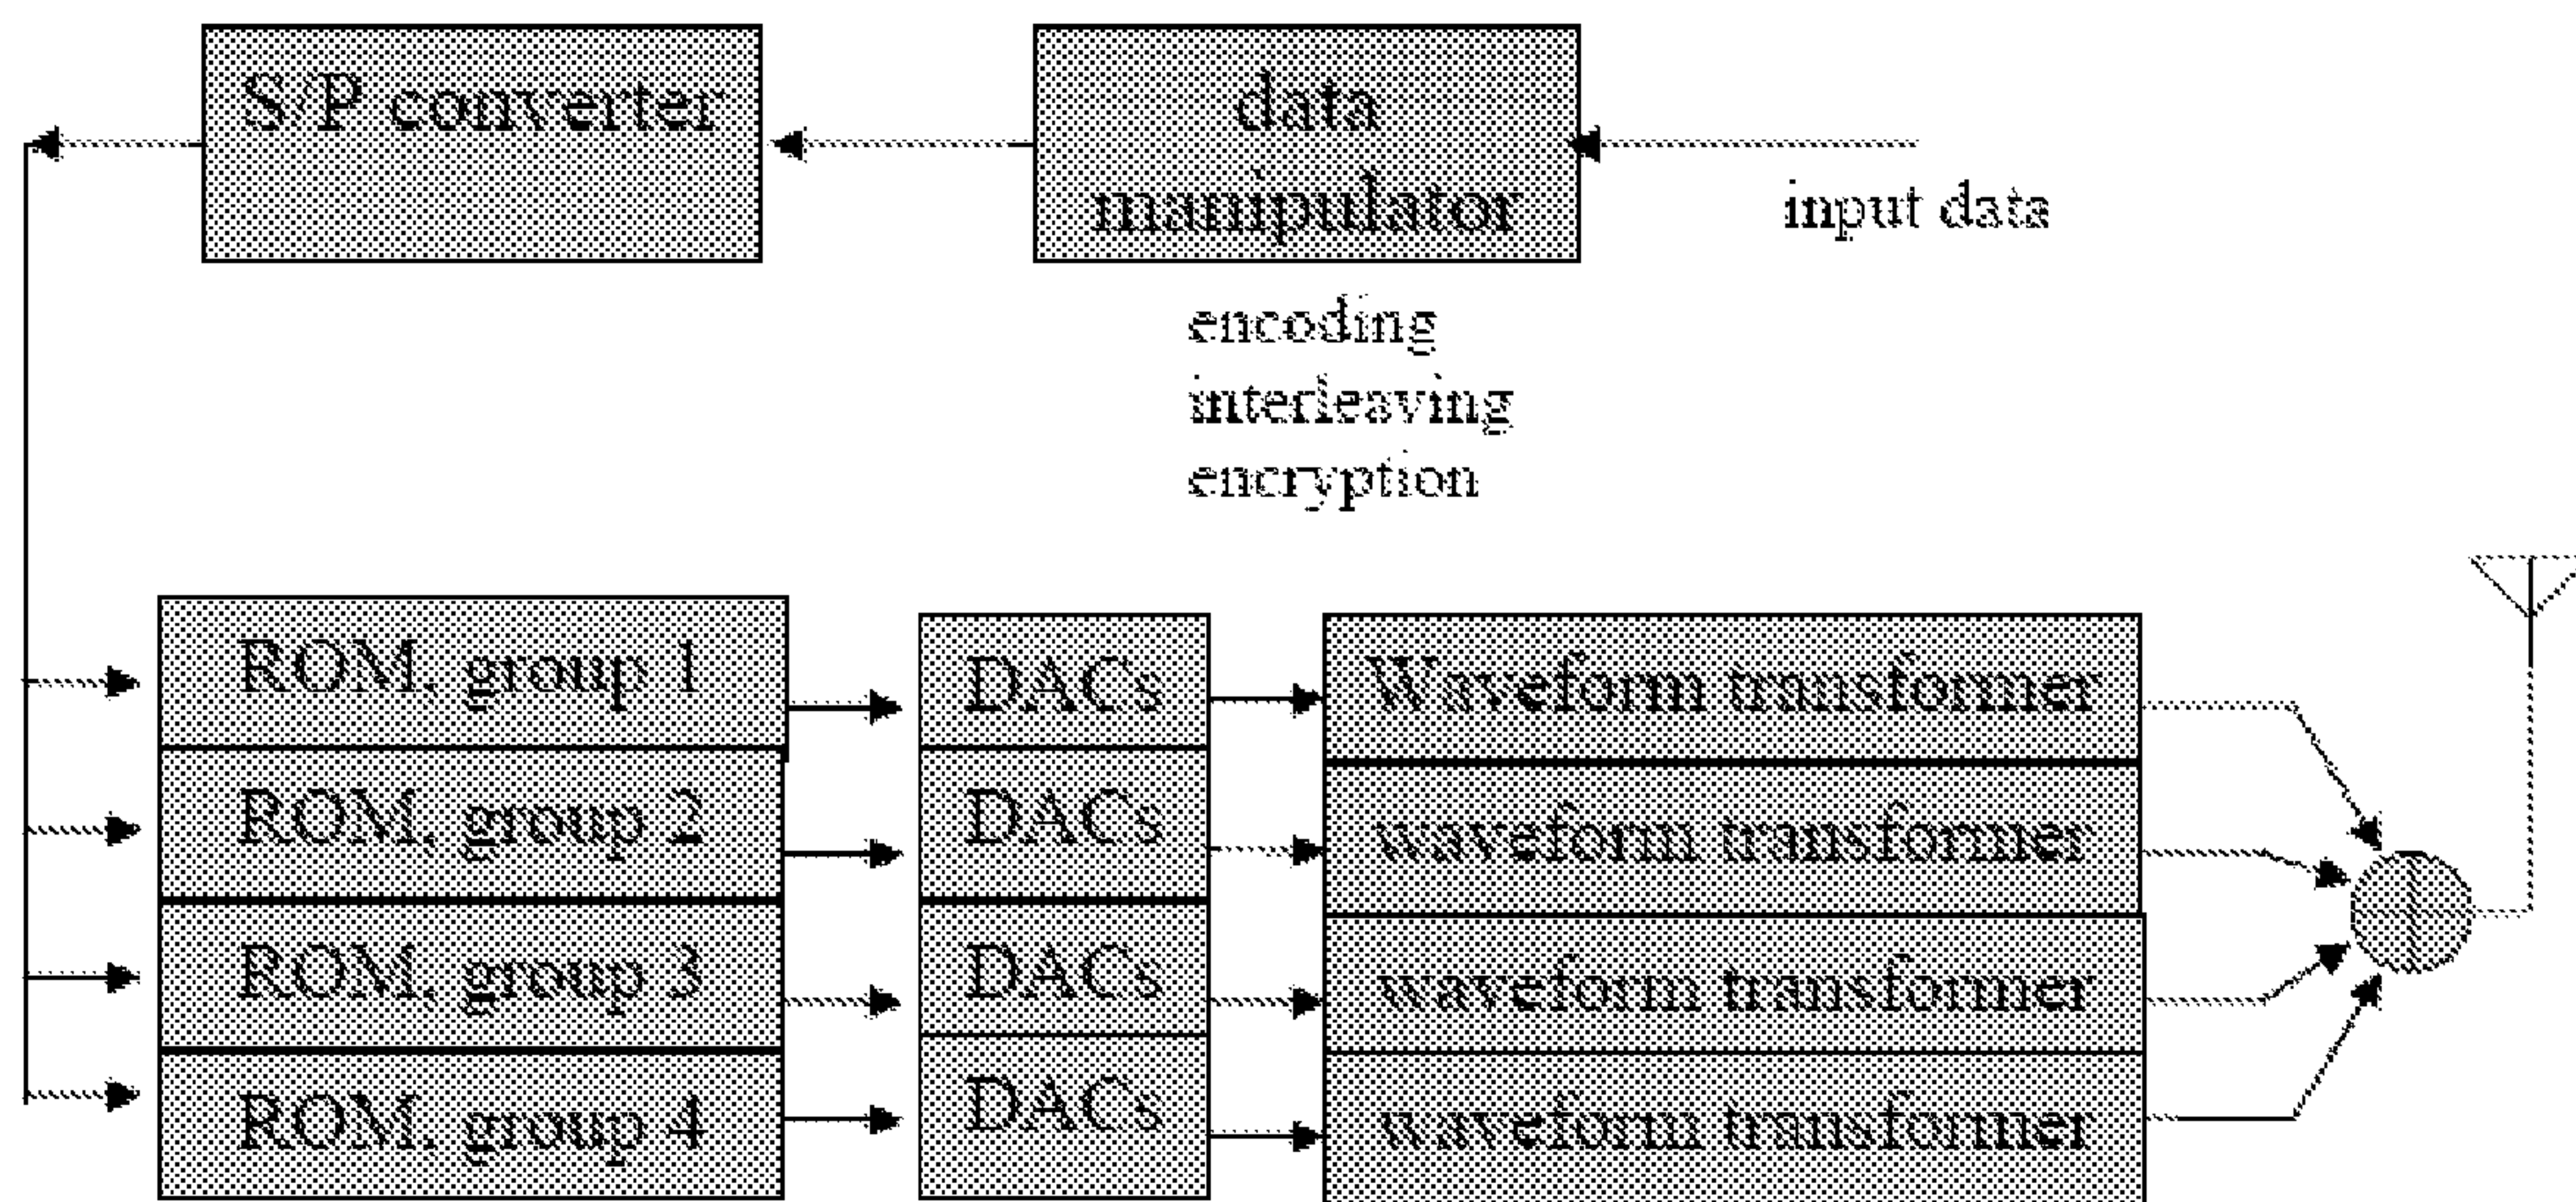 S/P converter
data
manipulator
input data
encoding
interleaving
encryption
ROM, group 1
DACs
Waveform transformer
ROM, group 2
DACs
waveform transformer
ROM, group 3
DACs
waveform transformer
ROM, group 4
DACs
waveform transformer